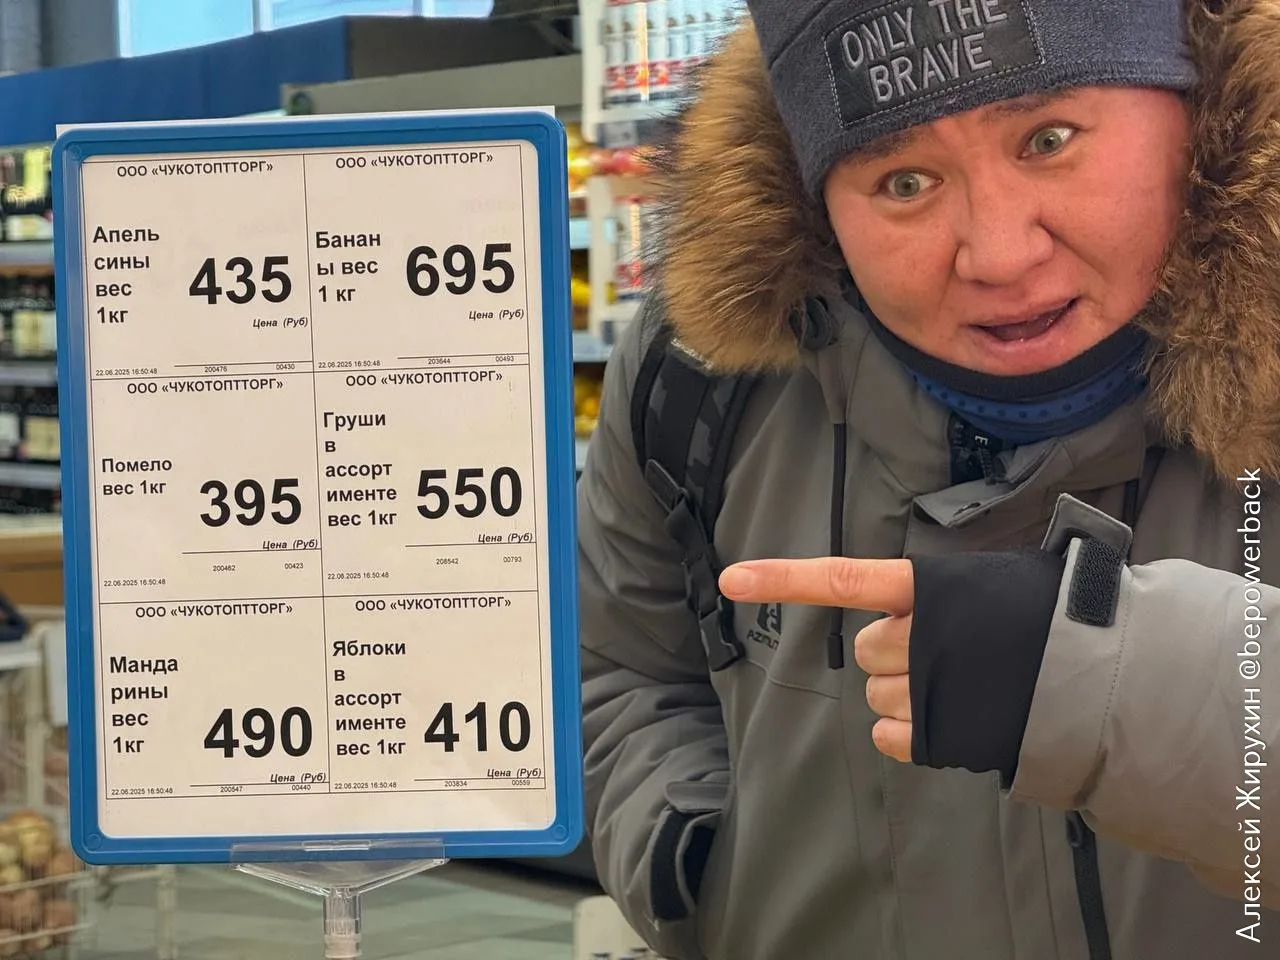 ONLY THE
BRAVE
ООО «ЧУКОТОПТТОРГ»
Апель
сины
вес
1кг
435
Цена (Руб)
22.06.2025 16:50:48
200476
00430
ООО «ЧУКОТОПТТОРГ»
Банан
ы вес
1 кг
695
Цена (Руб)
22.06.2025 16:50:48
203644
00493
ООО «ЧУКОТОПТТОРГ»
Помело
вес 1кг
395
Цена (Руб)
200462
00423
22.06.2025 16:50:48
ООО «ЧУКОТОПТТОРГ»
Груши
в
ассорт
именте
вес 1кг
550
Цена (Руб)
208542
00793
22.06.2025 16:50:48
ООО «ЧУКОТОПТТОРГ»
Манда
рины
вес
1кг
490
Цена (Руб)
22.06.2025 16:50:48
200547
00440
ООО «ЧУКОТОПТТОРГ»
Яблоки
в
ассорт
именте
вес 1кг
410
Цена (Руб)
22.06.2025 16:50:48
203834
00559
Алексей Жирухин @bepowerback